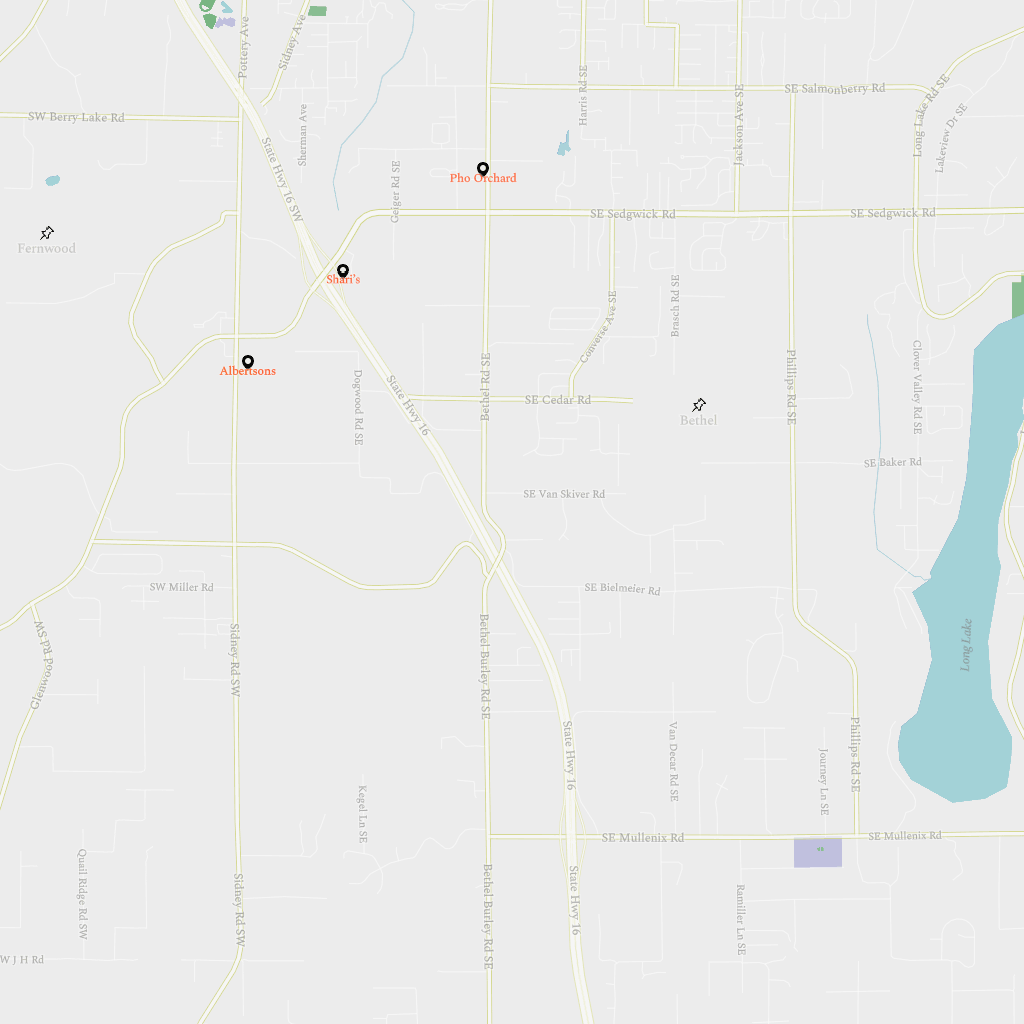 Pottery Ave
Sidney Ave
SW Berry Lake Rd
Sherman Ave
Harris Rd SE
SE Salmonberry Rd
Long Lake Rd SE
Lakeview Dr SE
Jackson Ave SE
State Hwy 16 SW
Geiger Rd SE
Pho Orchard
SE Sedgwick Rd
SE Sedgwick Rd
Fernwood
Shari's
Converse Ave SE
Brasch Rd SE
Albertsons
Dogwood Rd SE
State Hwy 16
Bethel Rd SE
SE Cedar Rd
Bethel
Phillips Rd SE
Clover Valley Rd SE
SE Baker Rd
SE Van Skiver Rd
SW Miller Rd
SE Bielmeier Rd
Glenwood Rd SW
Sidney Rd SW
Bethel Burley Rd SE
Long Lake
State Hwy 16
Van Decar Rd SE
Journey Ln SE
Phillips Rd SE
Kegel Ln SE
SE Mullenix Rd
SE Mullenix Rd
Quail Ridge Rd SW
Sidney Rd SW
Bethel Burley Rd SE
State Hwy 16
Ramiller Ln SE
W J H Rd